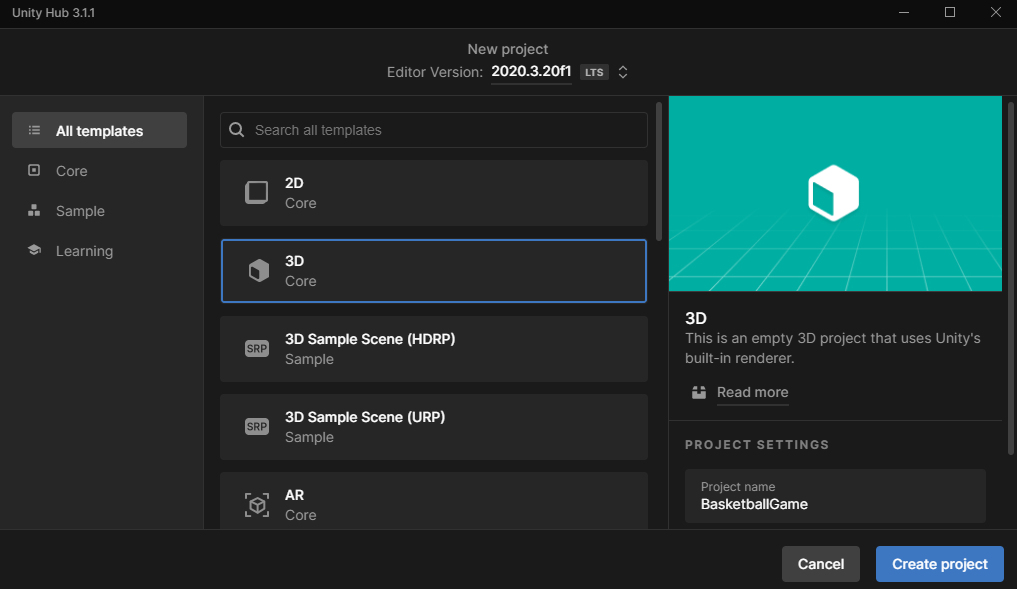 Unity Hub 3.1.1
New project
Editor Version: 2020.3.20f1 LTS
All templates
Core
Sample
Learning
Search all templates
2D
Core
3D
Core
SRP
3D Sample Scene (HDRP)
Sample
SRP
3D Sample Scene (URP)
Sample
AR
Core
3D
This is an empty 3D project that uses Unity's
built-in renderer.
Read more
PROJECT SETTINGS
Project name
BasketballGame
Cancel
Create project